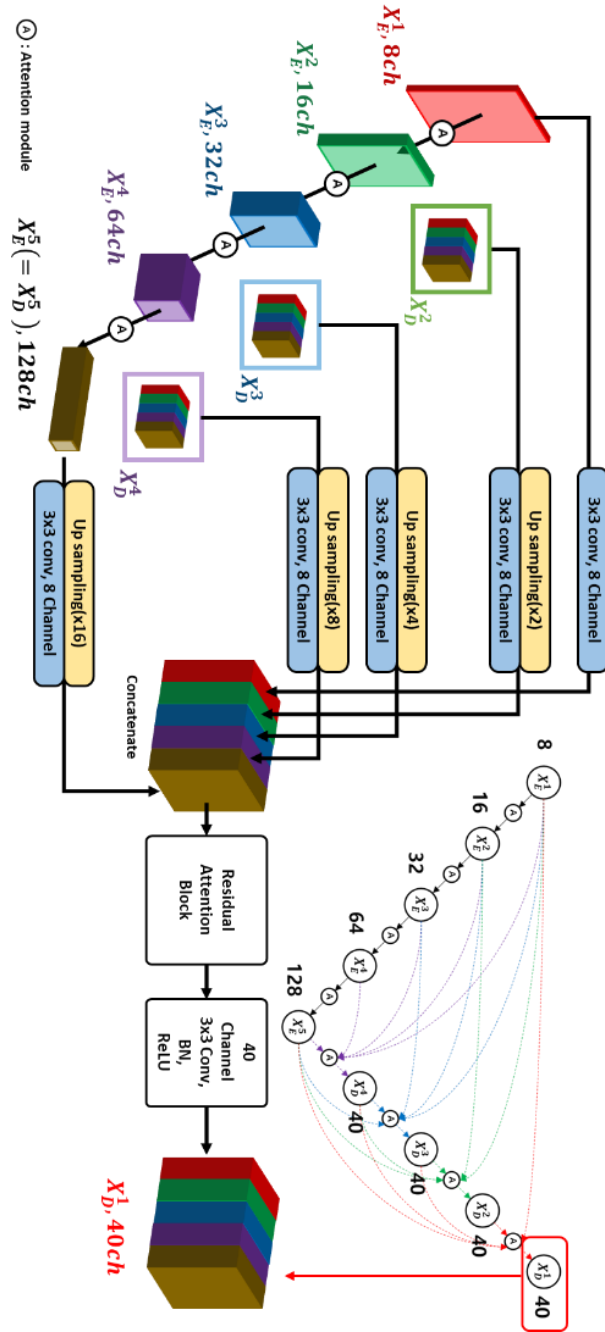 X_E^1, 8ch
X_E^2, 16ch
X_E^3, 32ch
X_E^4, 64ch
X_E^5(= X_D^5), 128ch
A
A
A
A
Ⓐ : Attention module
X_D^2
X_D^3
X_D^4
3x3 conv, 8 Channel
Up sampling(x2)
3x3 conv, 8 Channel
Up sampling(x4)
3x3 conv, 8 Channel
Up sampling(x8)
3x3 conv, 8 Channel
Up sampling(x16)
3x3 conv, 8 Channel
Concatenate
Residual
Attention
Block
40
Channel
3x3 Conv,
BN,
ReLU
X_D^1, 40ch
8
X_E^1
A
16
X_E^2
A
32
X_E^3
A
64
X_E^4
A
128
X_E^5
A
X_D^4
40
A
X_D^3
40
A
X_D^2
40
A
X_D^1
40